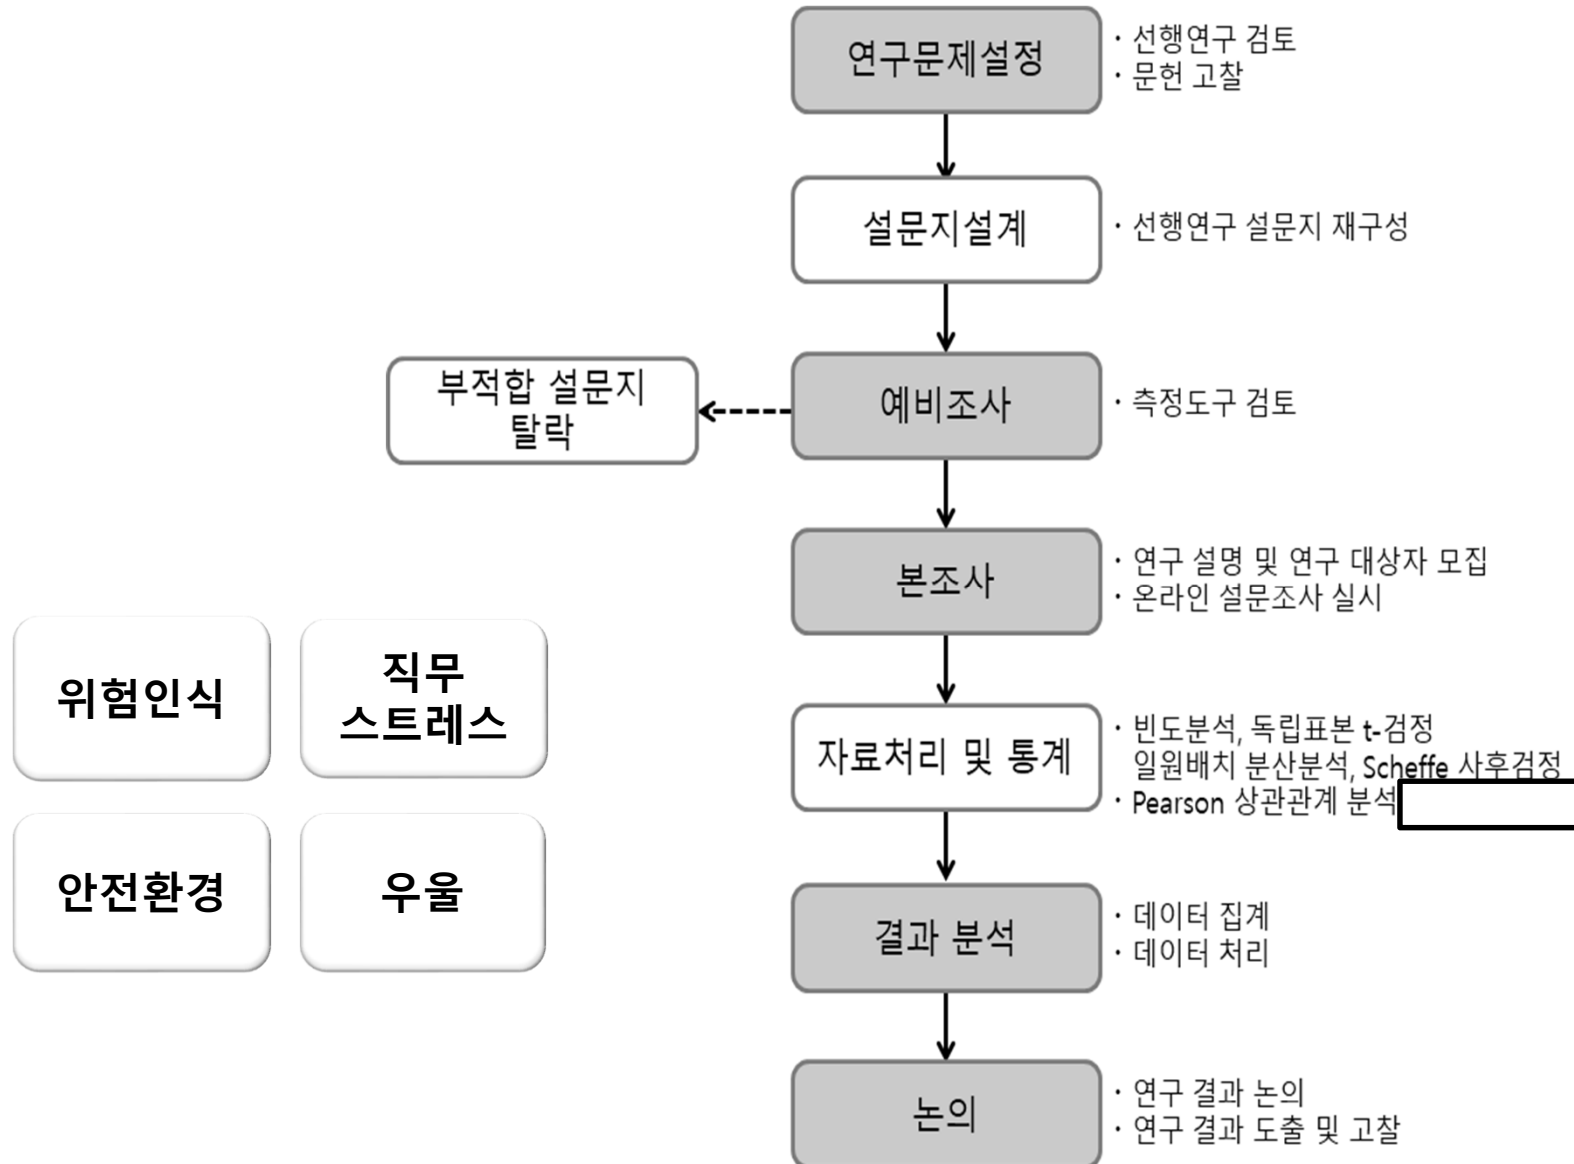 연구문제설정
· 선행연구 검토
· 문헌 고찰
설문지설계
· 선행연구 설문지 재구성
부적합 설문지
탈락
예비조사
· 측정도구 검토
본조사
· 연구 설명 및 연구 대상자 모집
· 온라인 설문조사 실시
위험인식
직무
스트레스
안전환경
우울
자료처리 및 통계
· 빈도분석, 독립표본 t-검정
일원배치 분산분석, Scheffe 사후검정
· Pearson 상관관계 분석
결과 분석
· 데이터 집계
· 데이터 처리
논의
· 연구 결과 논의
· 연구 결과 도출 및 고찰